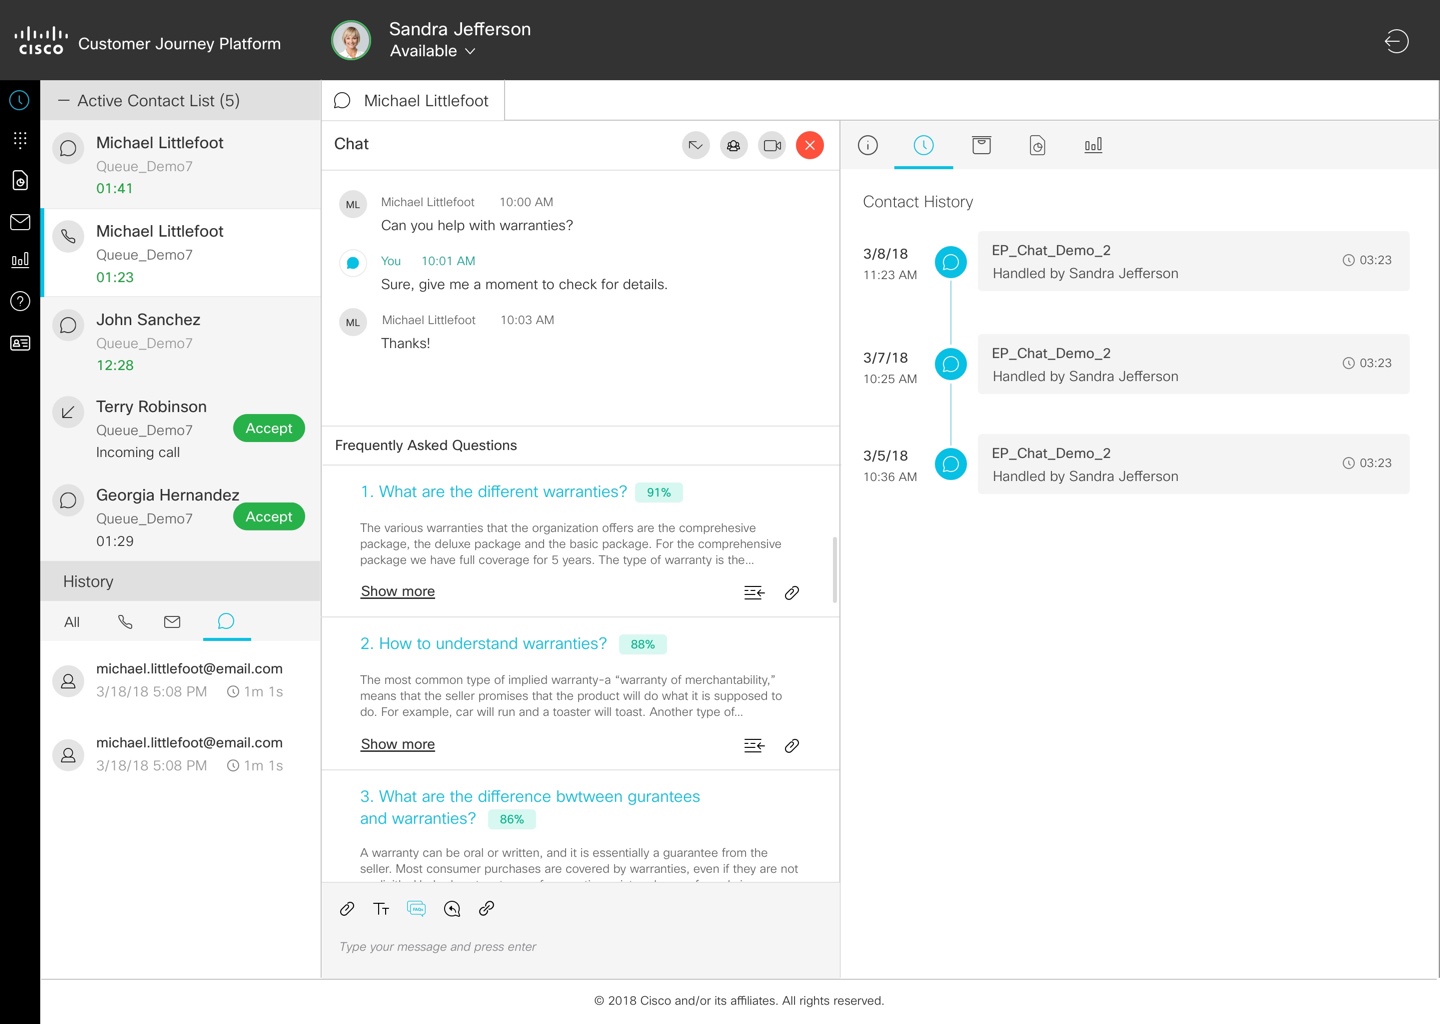 CISCO
Customer Journey Platform
Sandra Jefferson
Available
Active Contact List (5)
Michael Littlefoot
Queue_Demo7
01:41
Michael Littlefoot
Queue_Demo7
01:23
John Sanchez
Queue_Demo7
12:28
Terry Robinson
Queue_Demo7
Accept
Incoming call
Georgia Hernandez
Queue_Demo7
Accept
01:29
History
All
michael.littlefoot@email.com
3/18/18 5:08 PM 1m 1s
michael.littlefoot@email.com
3/18/18 5:08 PM 1m 1s
Michael Littlefoot
Chat
ML
Michael Littlefoot 10:00 AM
Can you help with warranties?
You 10:01 AM
Sure, give me a moment to check for details.
ML
Michael Littlefoot 10:03 AM
Thanks!
Frequently Asked Questions
1. What are the different warranties? 91%
The various warranties that the organization offers are the comprehesive
package, the deluxe package and the basic package. For the comprehensive
package we have full coverage for 5 years. The type of warranty is the...
Show more
2. How to understand warranties? 88%
The most common type of implied warranty-a “warranty of merchantability,”
means that the seller promises that the product will do what it is supposed to
do. For example, car will run and a toaster will toast. Another type of...
Show more
3. What are the difference bwtween gurantees
and warranties? 86%
A warranty can be oral or written, and it is essentially a guarantee from the
seller. Most consumer purchases are covered by warranties, even if they are not
Type your message and press enter
Contact History
3/8/18
11:23 AM
EP_Chat_Demo_2
Handled by Sandra Jefferson
03:23
3/7/18
10:25 AM
EP_Chat_Demo_2
Handled by Sandra Jefferson
03:23
3/5/18
10:36 AM
EP_Chat_Demo_2
Handled by Sandra Jefferson
03:23
© 2018 Cisco and/or its affiliates. All rights reserved.